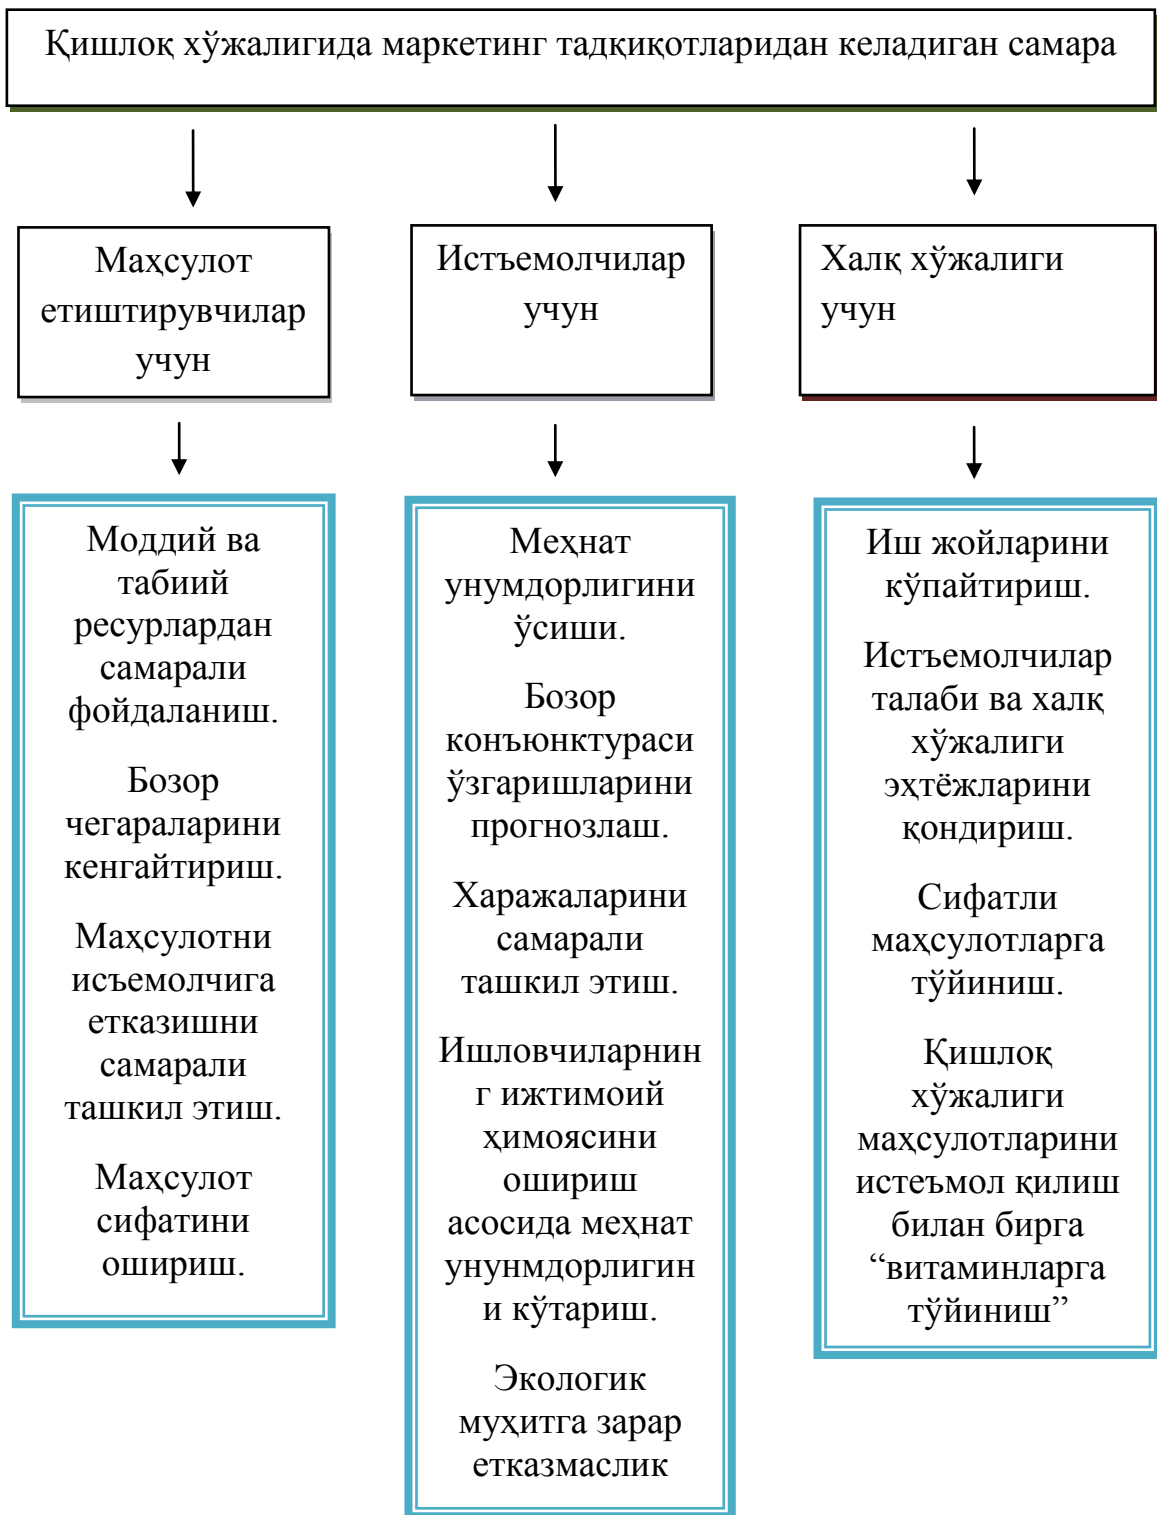 Қишлоқ хўжалигида маркетинг тадқиқотларидан келадиган самара
Маҳсулот
етиштирувчилар
учун
Истъемолчилар
учун
Халқ хўжалиги
учун
Моддий ва
табиий
ресурлардан
самарали
фойдаланиш.
Бозор
чегараларини
кенгайтириш.
Маҳсулотни
исъемолчига
етказишни
самарали
ташкил этиш.
Маҳсулот
сифатини
ошириш.
Меҳнат
унумдорлигини
ўсиши.
Бозор
конъюнктураси
ўзгаришларини
прогнозлаш.
Харажаларини
самарали
ташкил этиш.
Ишловчиларнин
г ижтимоий
ҳимоясини
ошириш
асосида меҳнат
унунмдорлигин
и кўтариш.
Экологик
муҳитга зарар
етказмаслик
Иш жойларини
кўпайтириш.
Истъемолчилар
талаби ва халқ
хўжалиги
эҳтёжларини
қондириш.
Сифатли
маҳсулотларга
тўйиниш.
Қишлоқ
хўжалиги
маҳсулотларини
истеъмол қилиш
билан бирга
“витаминларга
тўйиниш”